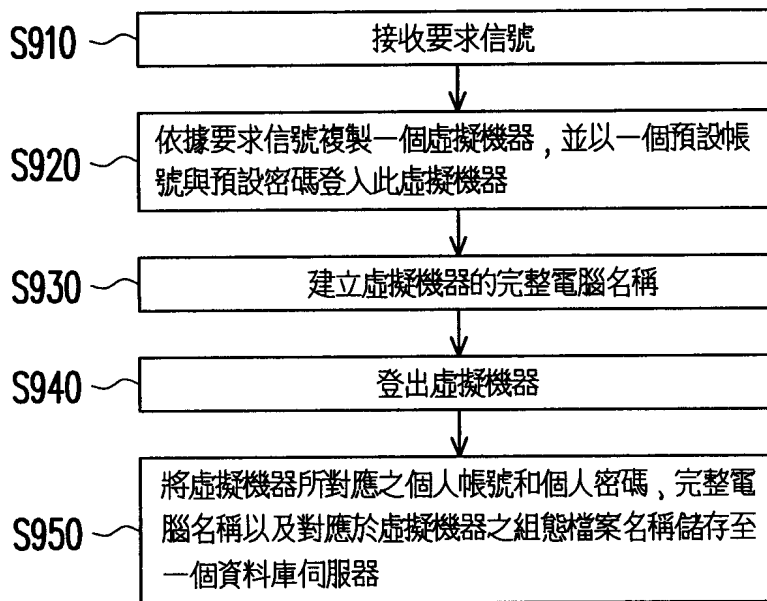 S910
接收要求信號
S920
依據要求信號複製一個虛擬機器，並以一個預設帳
號與預設密碼登入此虛擬機器
S930
建立虛擬機器的完整電腦名稱
S940
登出虛擬機器
S950
將虛擬機器所對應之個人帳號和個人密碼，完整電
腦名稱以及對應於虛擬機器之組態檔案名稱儲存至
一個資料庫伺服器